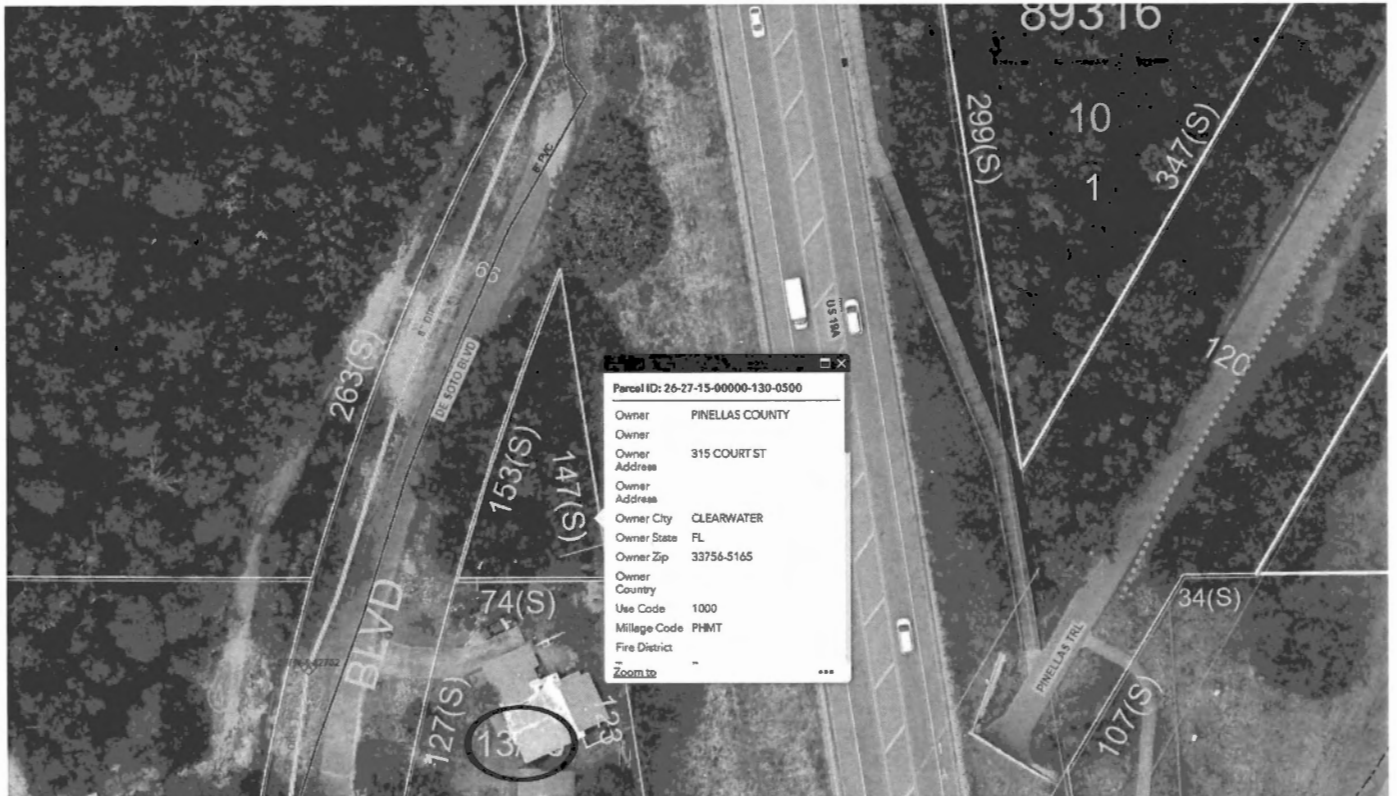 89316
10
1
299(S)
347(S)
8" PVC
66
US 19A
DE SOTO BLVD
263(S)
120
153(S)
147(S)
Parcel ID: 26-27-15-00000-130-0500
Owner PINELLAS COUNTY
Owner
Owner Address 315 COURT ST
Owner Address
Owner City CLEARWATER
Owner State FL
Owner Zip 33756-5165
Owner Country
Use Code 1000
Millage Code PHMT
Fire District
Zoom to
74(S)
34(S)
BLVD
PINELLAS TRL
127(S)
123
107(S)